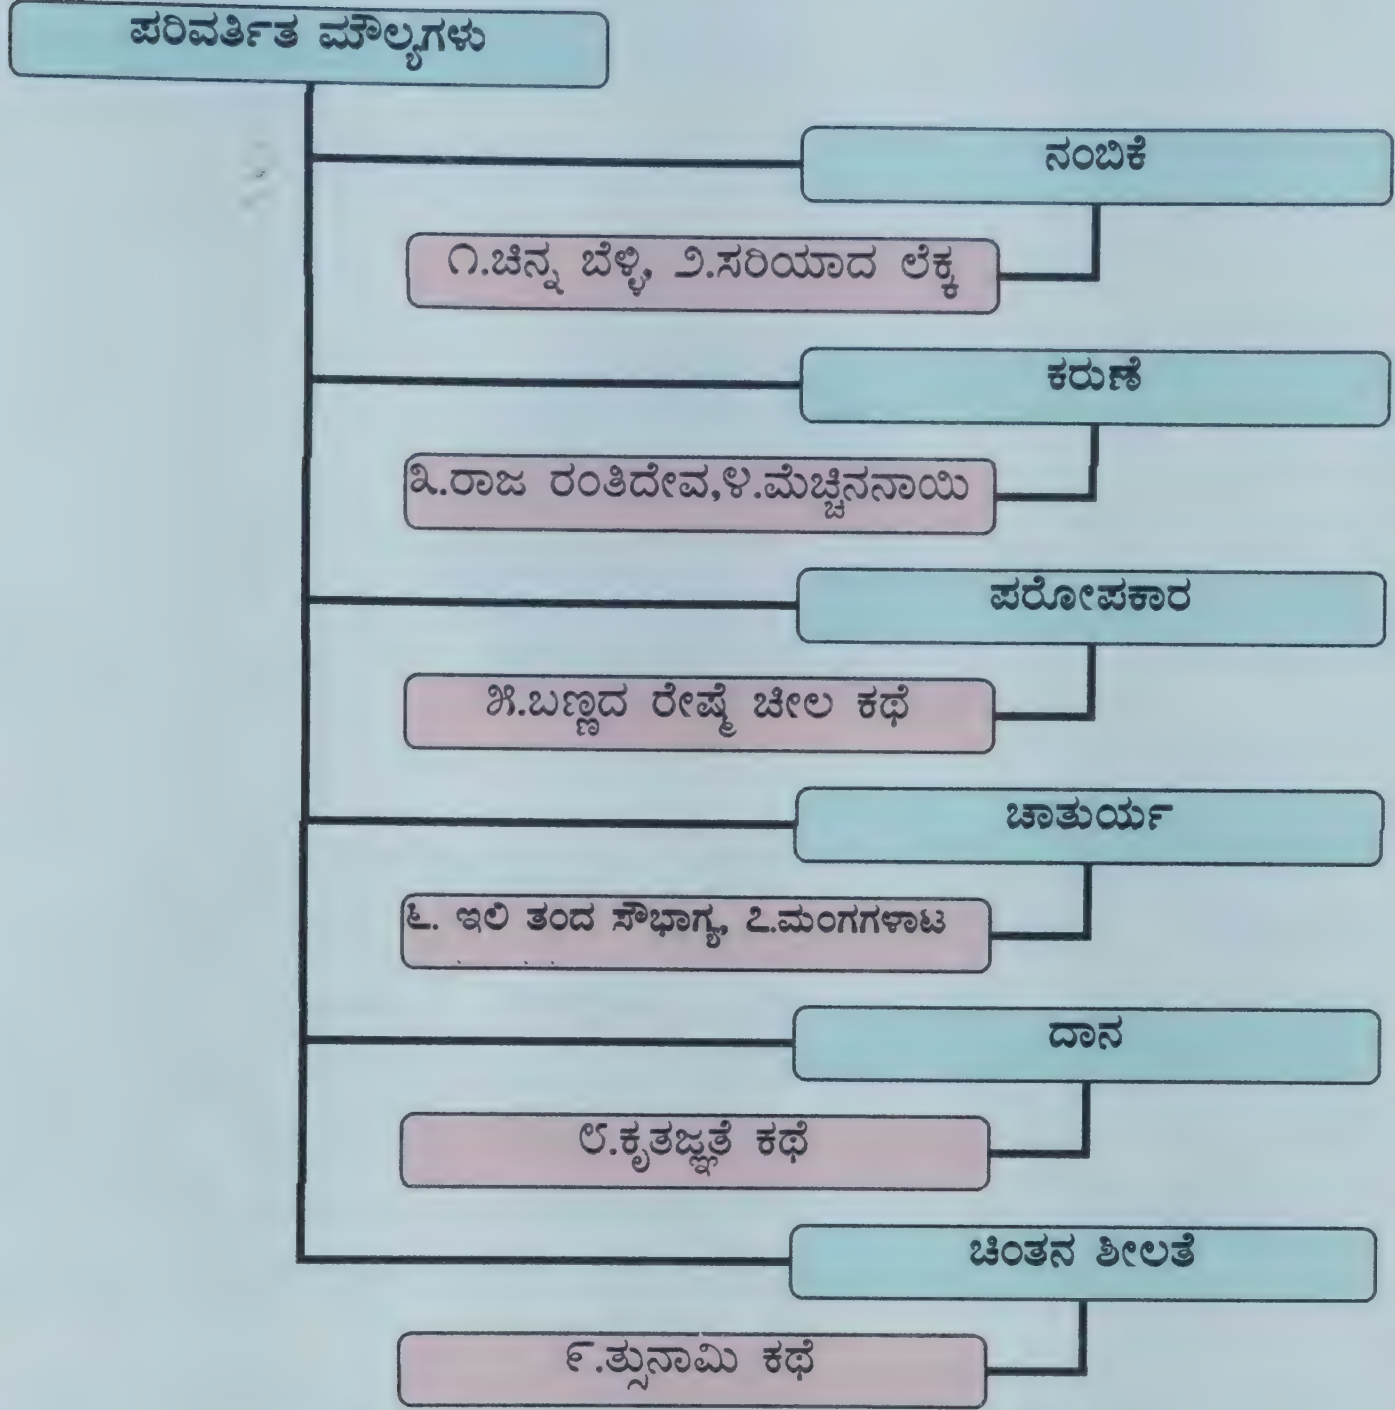 ಪರಿವರ್ತಿತ ಮೌಲ್ಯಗಳು
ನಂಬಿಕೆ
೧.ಚಿನ್ನ ಬೆಳ್ಳಿ, ೨.ಸರಿಯಾದ ಲೆಕ್ಕ
ಕರುಣೆ
೩.ರಾಜ ರಂತಿದೇವ,೪.ಮೆಚ್ಚಿನನಾಯಿ
ಪರೋಪಕಾರ
೫.ಬಣ್ಣದ ರೇಷ್ಮೆ ಚೀಲ ಕಥೆ
ಚಾತುರ್ಯ
೬. ಇಲಿ ತಂದ ಸೌಭಾಗ್ಯ, ೭.ಮಂಗಗಳಾಟ
ದಾನ
೮.ಕೃತಜ್ಞತೆ ಕಥೆ
ಚಿಂತನ ಶೀಲತೆ
೯.ತ್ಸುನಾಮಿ ಕಥೆ